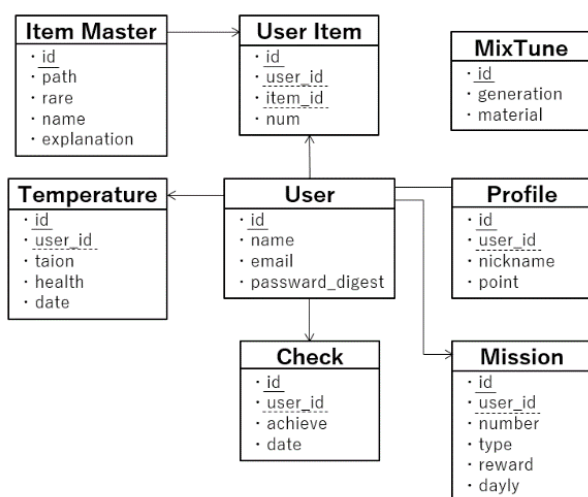 Item Master
・id
・path
・rare
・name
・explanation
User Item
・id
・user_id
・item_id
・num
MixTune
・id
・generation
・material
Temperature
・id
・user_id
・taion
・health
・date
User
・id
・name
・email
・passward_digest
Profile
・id
・user_id
・nickname
・point
Check
・id
・user_id
・achieve
・date
Mission
・id
・user_id
・number
・type
・reward
・dayly